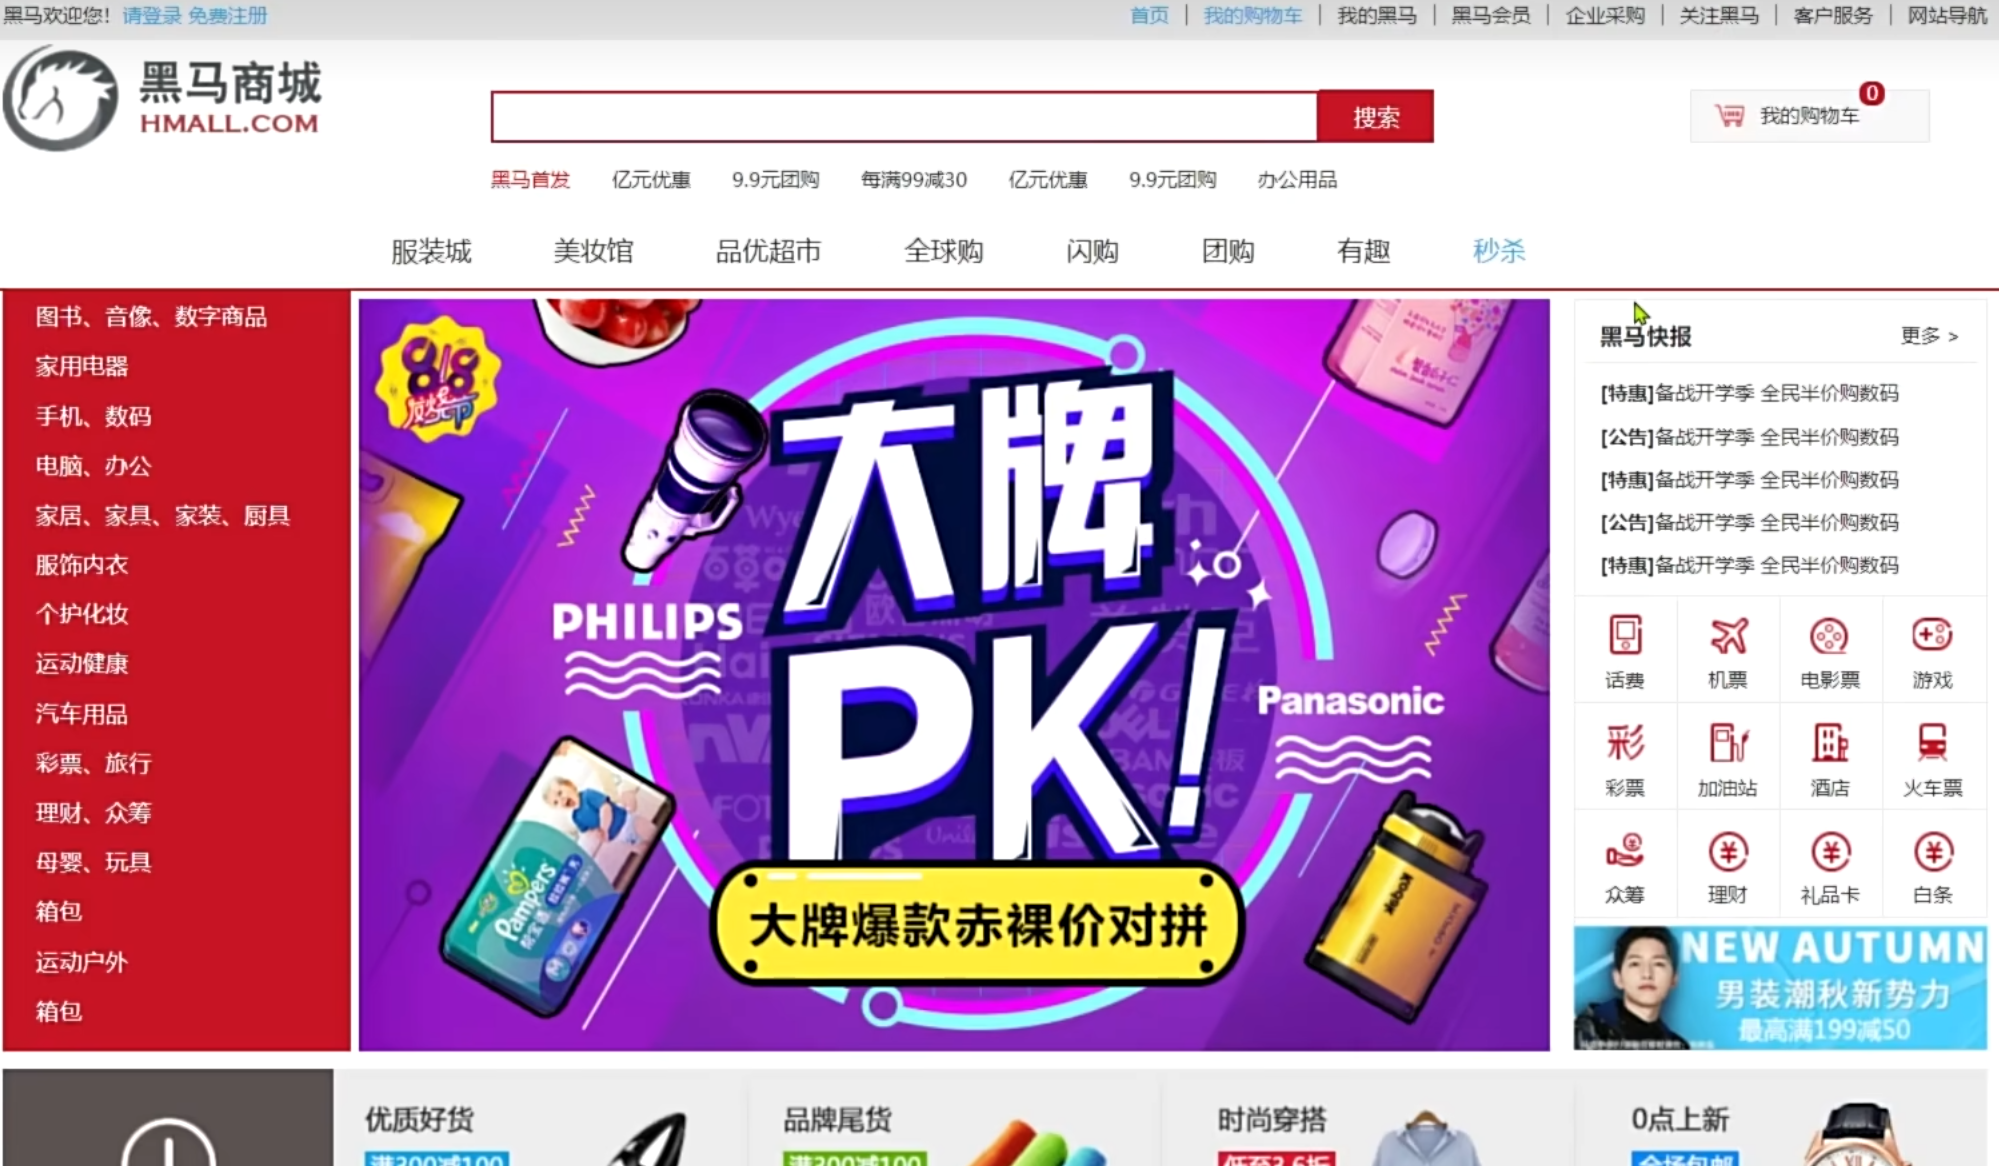 黑马欢迎您! 请登录 免费注册
首页 | 我的购物车 | 我的黑马 | 黑马会员 | 企业采购 | 关注黑马 | 客户服务 | 网站导航
黑马商城
HMALL.COM
搜索
0
我的购物车
黑马首发 亿元优惠 9.9元团购 每满99减30 亿元优惠 9.9元团购 办公用品
服装城 美妆馆 品优超市 全球购 闪购 团购 有趣 秒杀
图书、音像、数字商品
家用电器
手机、数码
电脑、办公
家居、家具、家装、厨具
服饰内衣
个护化妆
运动健康
汽车用品
彩票、旅行
理财、众筹
母婴、玩具
箱包
运动户外
箱包
大牌
PK!
PHILIPS
Panasonic
Pampers
kodak
大牌爆款赤裸价对拼
黑马快报 更多 >
[特惠]备战开学季 全民半价购数码
[公告]备战开学季 全民半价购数码
[特惠]备战开学季 全民半价购数码
[公告]备战开学季 全民半价购数码
[特惠]备战开学季 全民半价购数码
话费 机票 电影票 游戏
彩
彩票 加油站 酒店 火车票
众筹 理财 礼品卡 白条
NEW AUTUMN
男装潮秋新势力
最高满199减50
优质好货 品牌尾货 时尚穿搭 0点上新
满300减100 满300减100 低至3.6折 全场包邮